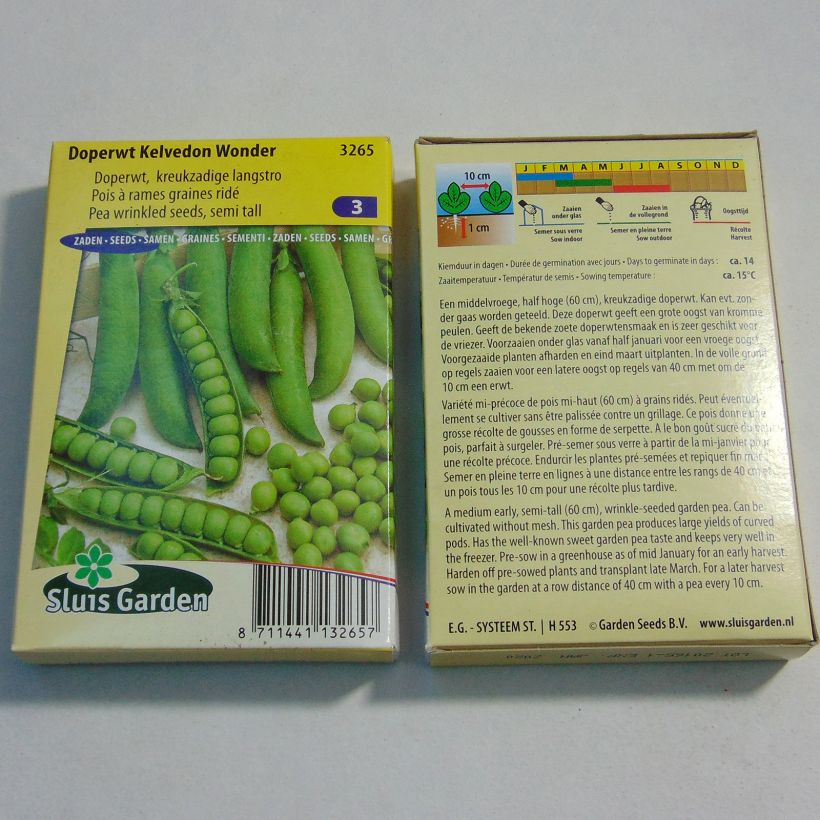 Doperwt Kelvedon Wonder 3265
Doperwt, kreukzadige langstro
Pois à rames graines ridé
Pea wrinkled seeds, semi tall
3
ZADEN • SEEDS • SAMEN • GRAINES • SEMENTI • ZADEN • SEEDS • SAMEN • GR
Sluis Garden
8 711441 132657
10 cm
1 cm
J F M A M J J A S O N D
Zaaien onder glas
Semer sous verre
Sow indoor
Zaaien in de vollegrond
Semer en pleine terre
Sow outdoor
Oogsttijd
Récolte
Harvest
Kiemduur in dagen • Durée de germination avec jours • Days to germinate in days : ca. 14
Zaaitemperatuur • Températur de semis • Sowing temperature : ca. 15°C
Een middelvroege, half hoge (60 cm), kreukzadige doperwt. Kan evt. zon-
der gaas worden geteeld. Deze doperwt geeft een grote oogst van kromme
peulen. Geeft de bekende zoete doperwtensmaak en is zeer geschikt voor
de vriezer. Voorzaaien onder glas vanaf half januari voor een vroege oogst.
Voorgezaaide planten afharden en eind maart uitplanten. In de volle grond
op regels zaaien voor een latere oogst op regels van 40 cm met om de
10 cm een erwt.
Variété mi-précoce de pois mi-haut (60 cm) à grains ridés. Peut éventuel-
lement se cultiver sans être palissée contre un grillage. Ce pois donne une
grosse récolte de gousses en forme de serpette. A le bon goût sucré du petit
pois, parfait à surgeler. Pré-semer sous verre à partir de la mi-janvier pour
une récolte précoce. Endurcir les plantes pré-semées et repiquer fin mars.
Semer en pleine terre en lignes à une distance entre les rangs de 40 cm et
un pois tous les 10 cm pour une récolte plus tardive.
A medium early, semi-tall (60 cm), wrinkle-seeded garden pea. Can be
cultivated without mesh. This garden pea produces large yields of curved
pods. Has the well-known sweet garden pea taste and keeps very well in
the freezer. Pre-sow in a greenhouse as of mid January for an early harvest.
Harden off pre-sowed plants and transplant late March. For a later harvest
sow in the garden at a row distance of 40 cm with a pea every 10 cm.
E.G. - SYSTEEM ST. | H 553 © Garden Seeds B.V. www.sluisgarden.nl